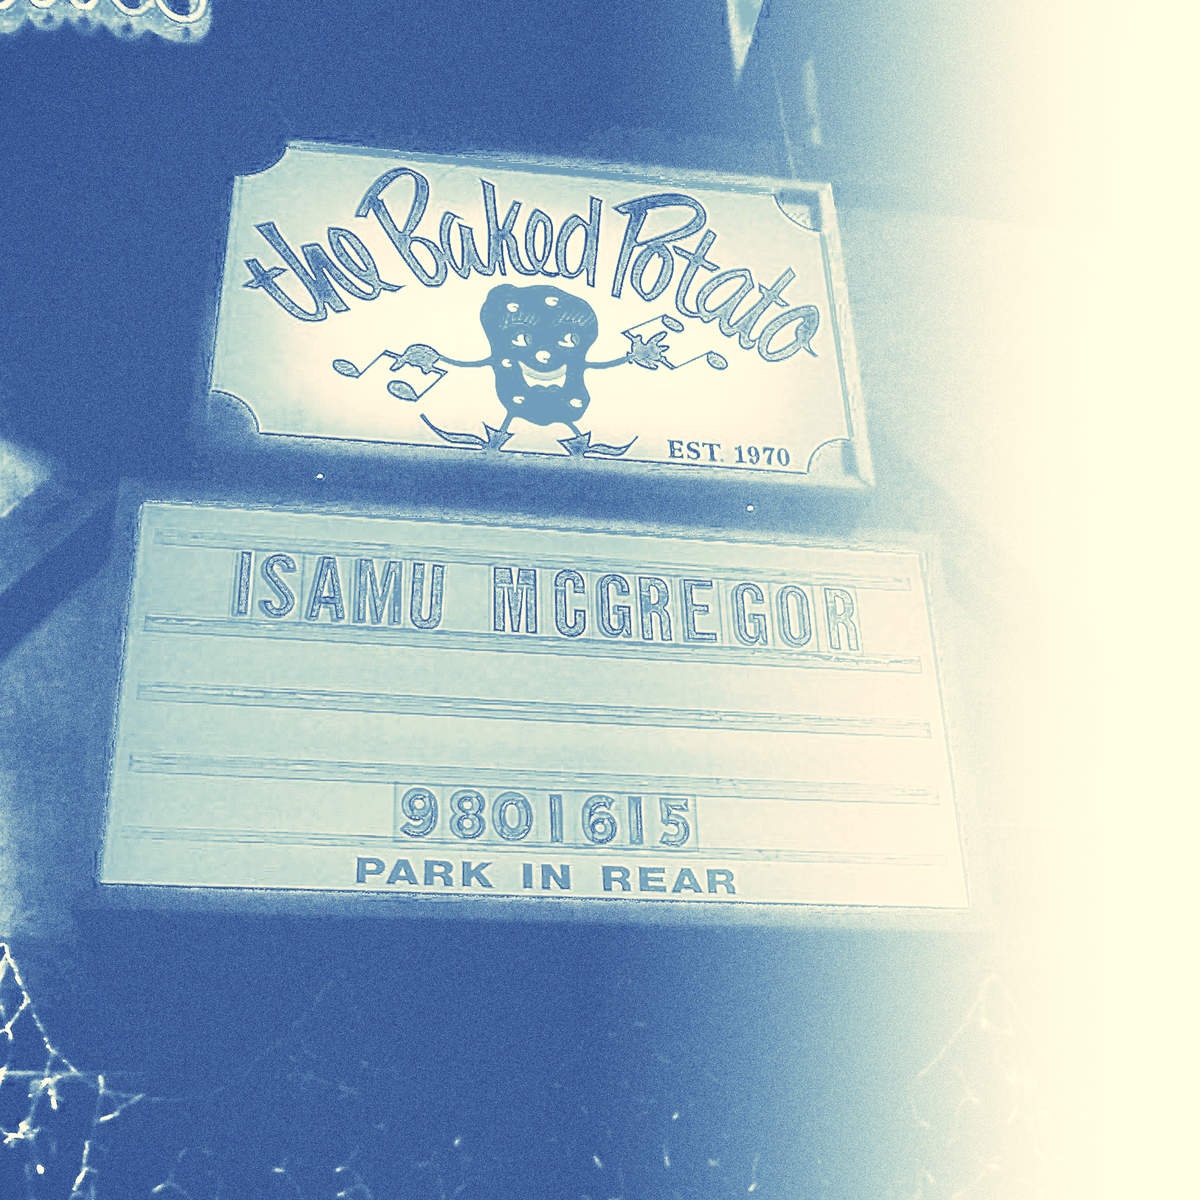 the Baked Potato
EST. 1970
ISAMU MCGREGOR
9801615
PARK IN REAR